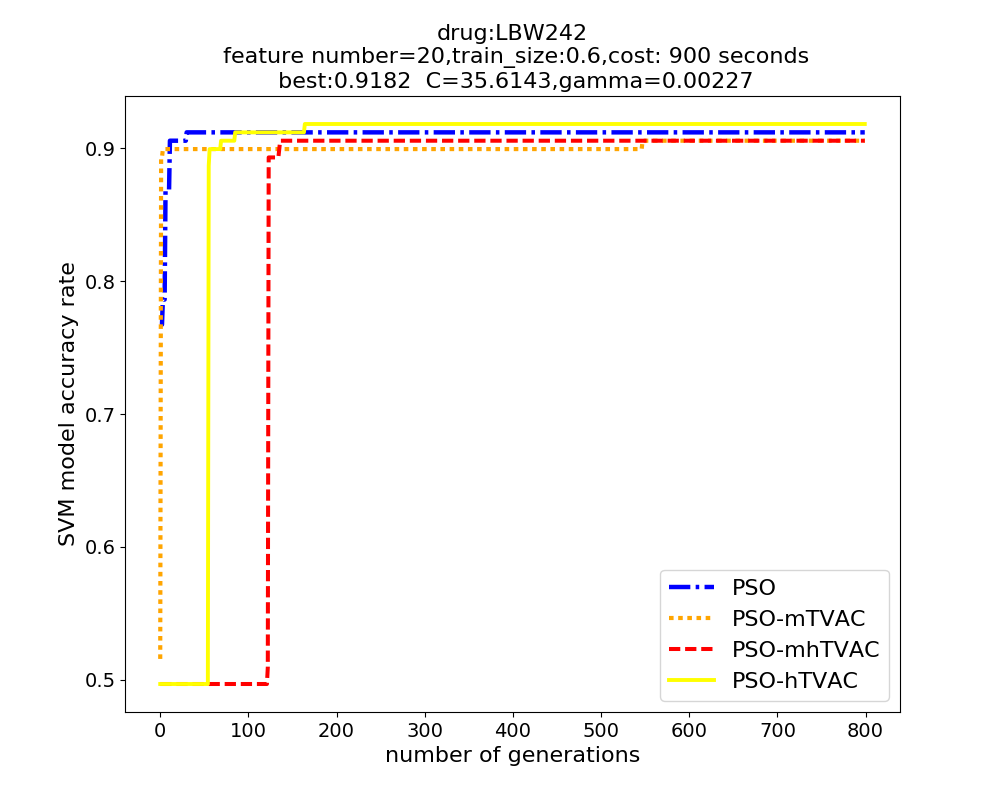 drug:LBW242
feature number=20,train_size:0.6,cost: 900 seconds
best:0.9182  C=35.6143,gamma=0.00227
SVM model accuracy rate
0.9
0.8
0.7
0.6
0.5
PSO
PSO-mTVAC
PSO-mhTVAC
PSO-hTVAC
0 100 200 300 400 500 600 700 800
number of generations